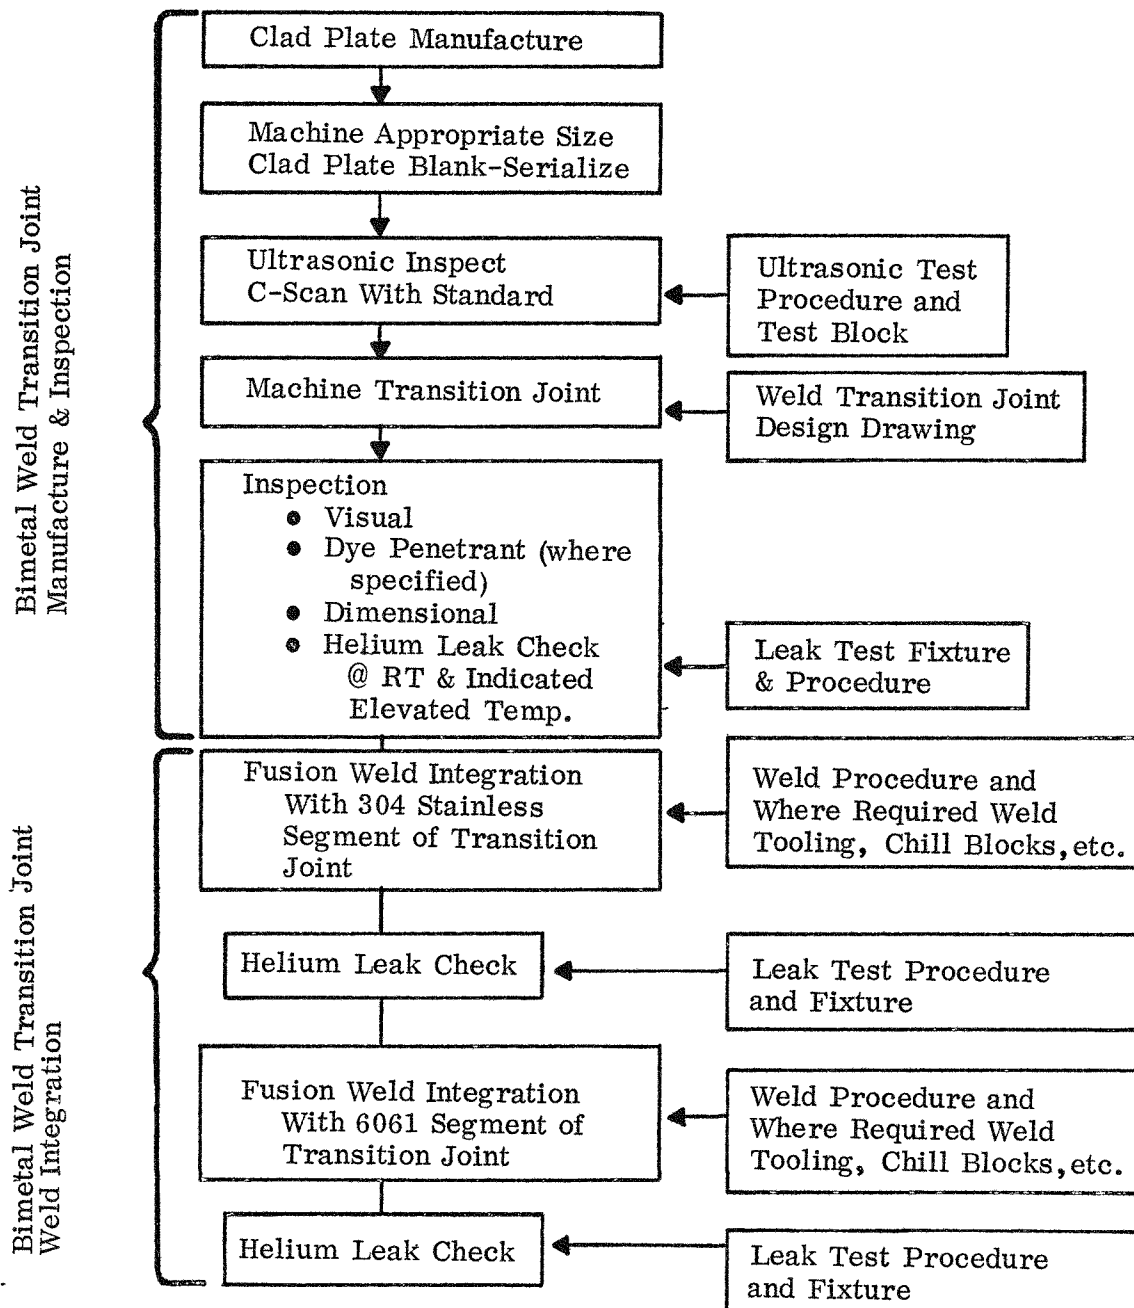 Bimetal Weld Transition Joint
Manufacture & Inspection
Clad Plate Manufacture
Machine Appropriate Size
Clad Plate Blank-Serialize
Ultrasonic Inspect
C-Scan With Standard
Ultrasonic Test
Procedure and
Test Block
Machine Transition Joint
Weld Transition Joint
Design Drawing
Inspection
● Visual
● Dye Penetrant (where
specified)
● Dimensional
● Helium Leak Check
@ RT & Indicated
Elevated Temp.
Leak Test Fixture
& Procedure
Bimetal Weld Transition Joint
Weld Integration
Fusion Weld Integration
With 304 Stainless
Segment of Transition
Joint
Weld Procedure and
Where Required Weld
Tooling, Chill Blocks, etc.
Helium Leak Check
Leak Test Procedure
and Fixture
Fusion Weld Integration
With 6061 Segment of
Transition Joint
Weld Procedure and
Where Required Weld
Tooling, Chill Blocks, etc.
Helium Leak Check
Leak Test Procedure
and Fixture